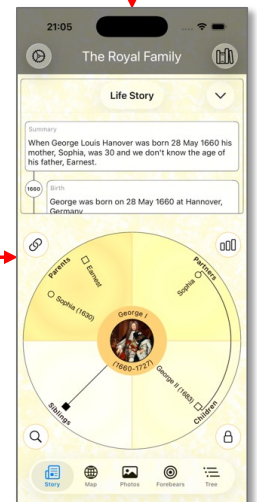 21:05
The Royal Family
Life Story
Summary
When George Louis Hanover was born 28 May 1660 his
mother, Sophia, was 30 and we don't know the age of
his father, Earnest.
1660
Birth
George was born on 28 May 1660 at Hannover,
Germany
Parents
Earnest
Sophia (1630)
Partners
Sophia
George I
(1660-1727)
George II (1683)
Siblings
Children
Story
Map
Photos
Forebears
Tree